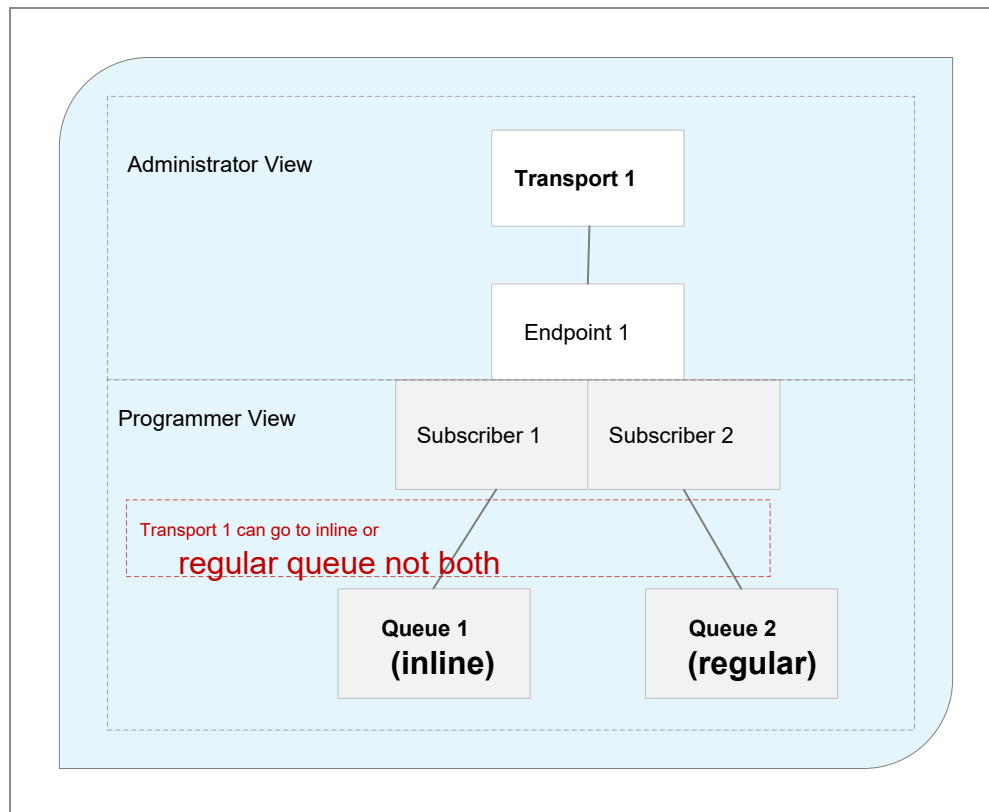 Administrator View
Transport 1
Endpoint 1
Programmer View
Subscriber 1
Subscriber 2
Transport 1 can go to inline or
regular queue not both
Queue 1
(inline)
Queue 2
(regular)